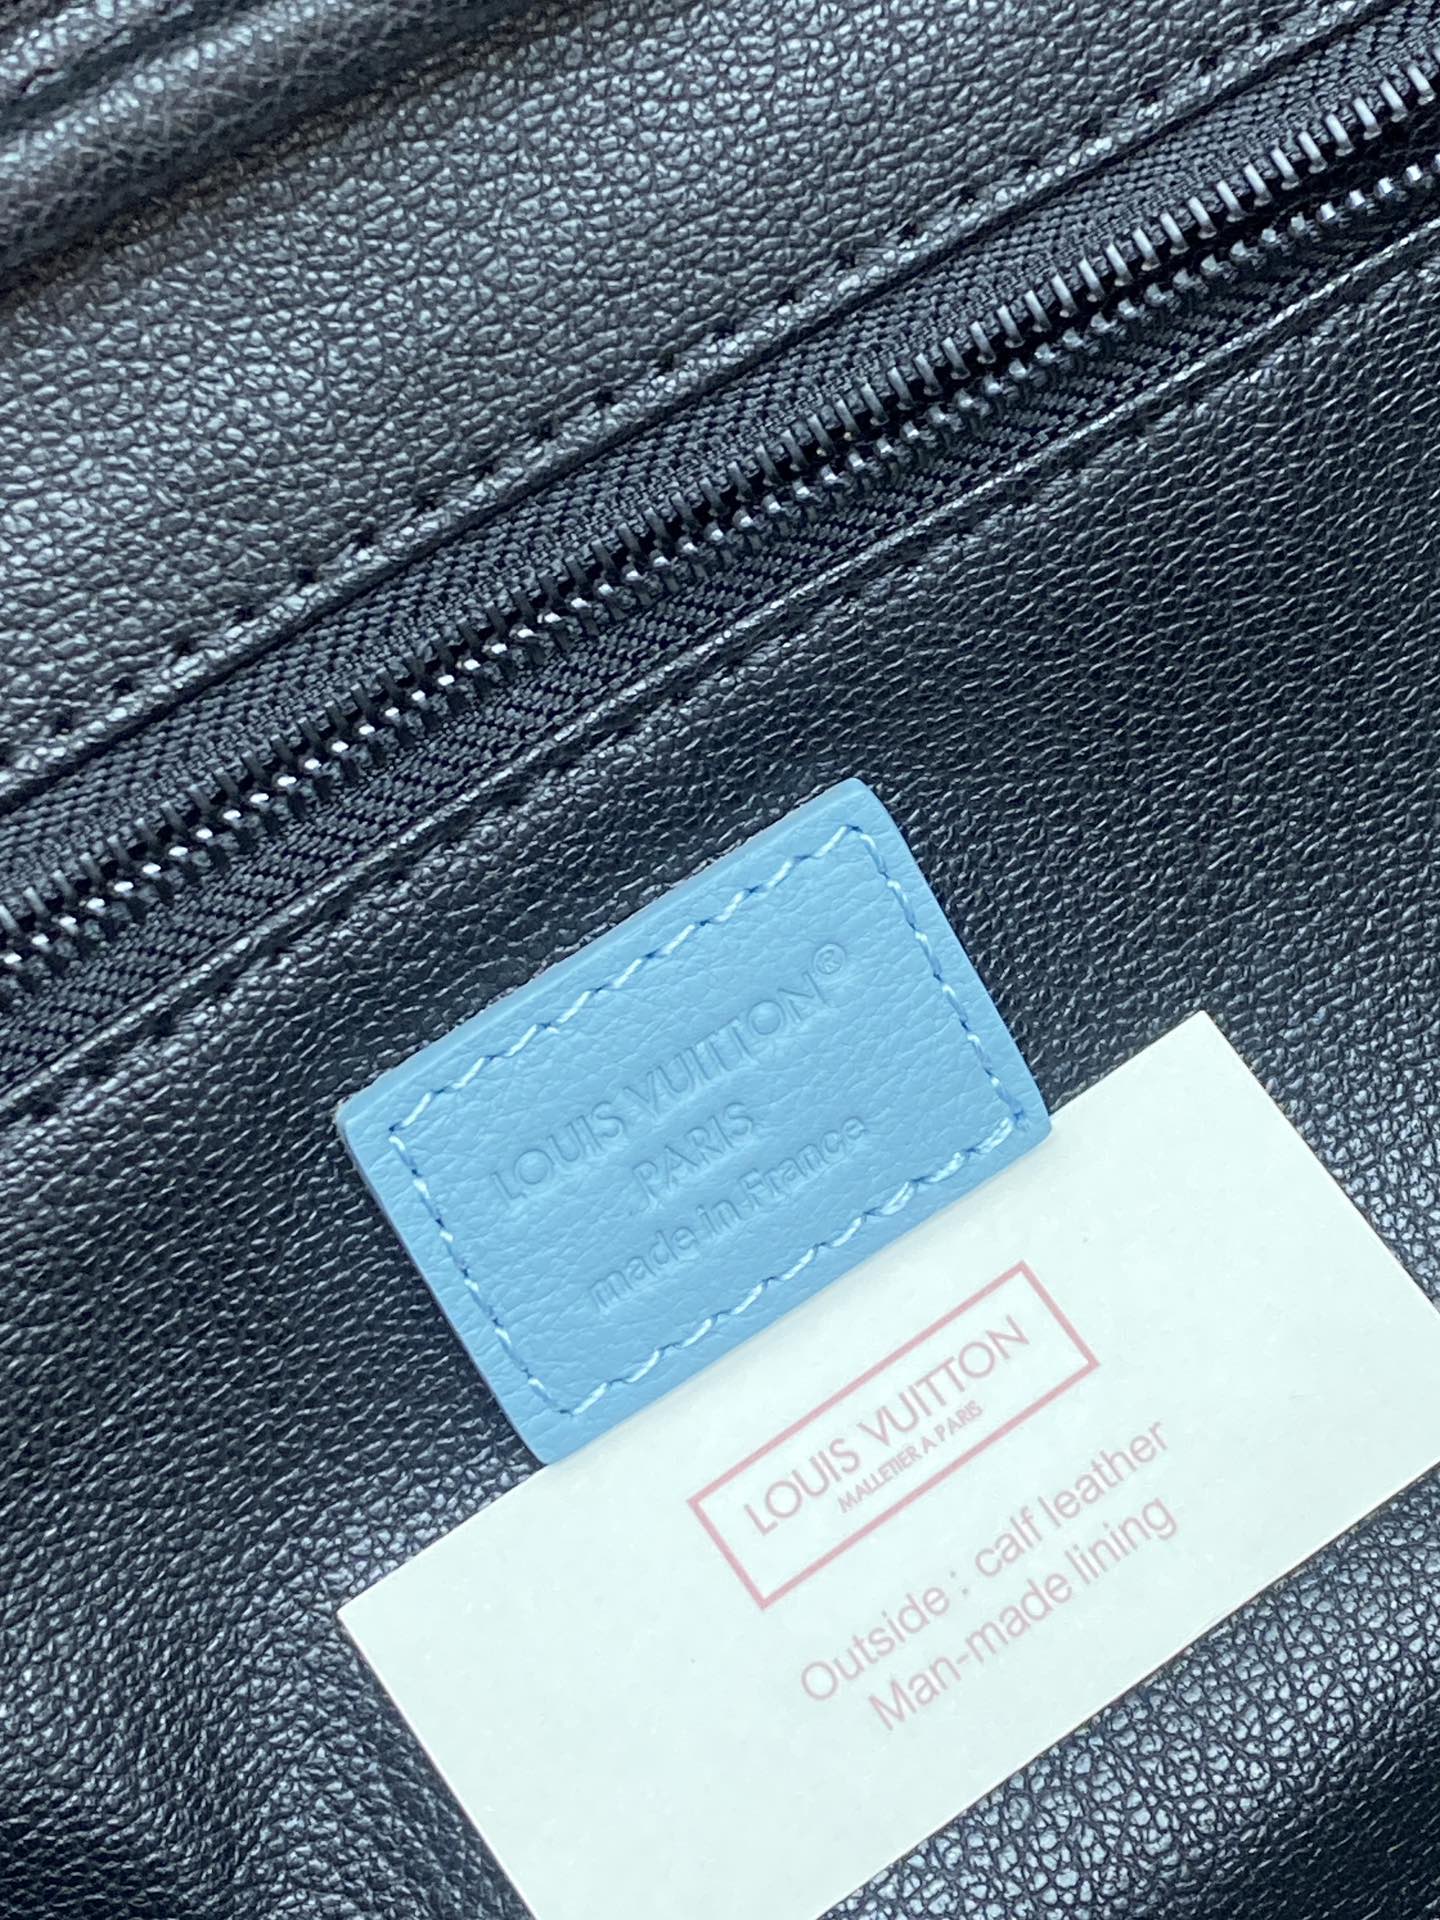 LOUIS VUITTON®
PARIS
made in France
LOUIS VUITTON
MALLETIER A PARIS
Outside : calf leather
Man-made lining